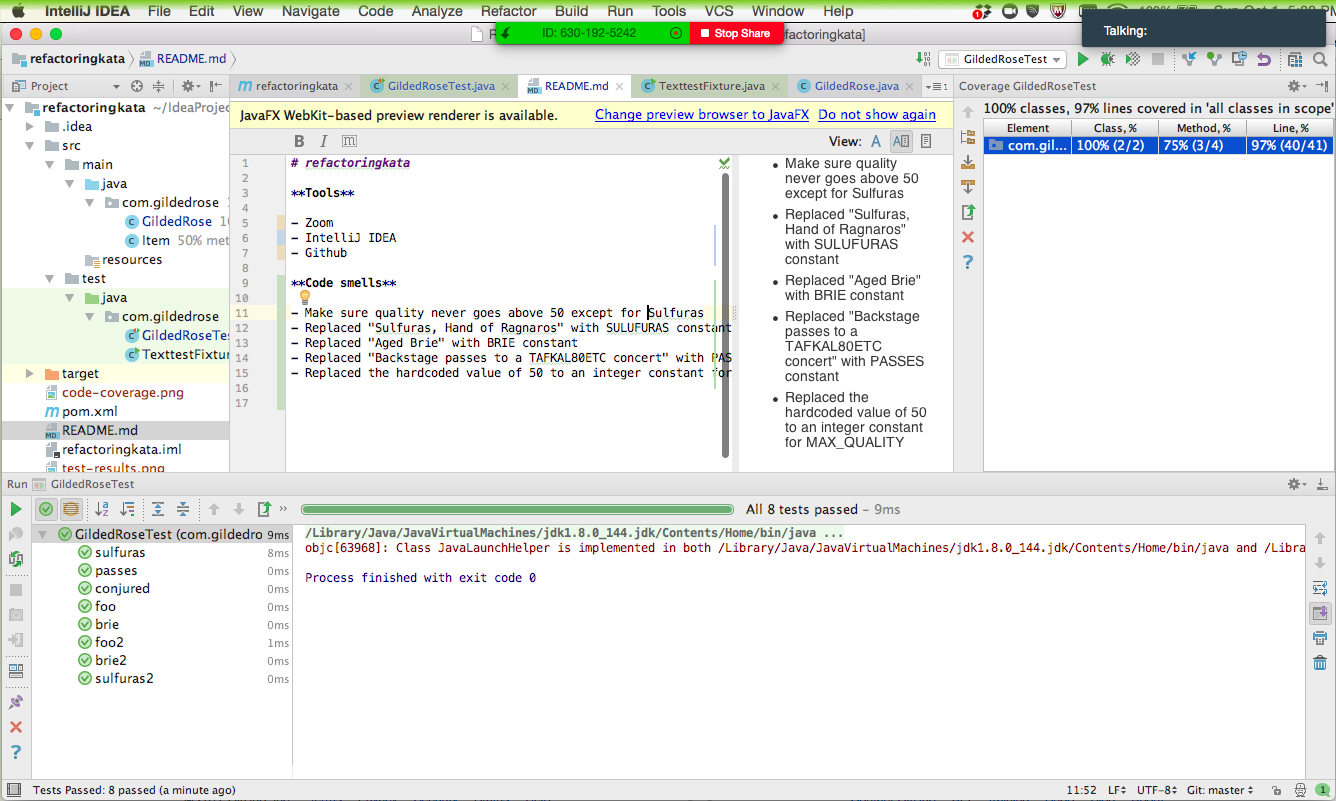 IntelliJ IDEA File Edit View Navigate Code Analyze Refactor Build Run Tools VCS Window Help
Talking:
ID: 630-192-5242 Stop Share
refactoringkata README.md GildedRoseTest
Project
refactoringkata GildedRoseTest.java README.md TexttestFixture.java GildedRose.java
Coverage GildedRoseTest
refactoringkata ~/IdeaProjec
.idea
src
main
java
com.gildedrose
GildedRose
Item 50% met
resources
test
java
com.gildedrose
GildedRoseTes
TexttestFixtur
target
code-coverage.png
pom.xml
README.md
refactoringkata.iml
test-results.png
JavaFX WebKit-based preview renderer is available. Change preview browser to JavaFX Do not show again
B I m View: A A
1 # refactoringkata
2
3 **Tools**
4
5 - Zoom
6 - IntelliJ IDEA
7 - Github
8
9 **Code smells**
10
11 - Make sure quality never goes above 50 except for Sulfuras
12 - Replaced "Sulfuras, Hand of Ragnaros" with SULUFURAS constant
13 - Replaced "Aged Brie" with BRIE constant
14 - Replaced "Backstage passes to a TAFKAL80ETC concert" with PAS
15 - Replaced the hardcoded value of 50 to an integer constant for
16
17
• Make sure quality
never goes above 50
except for Sulfuras
• Replaced "Sulfuras,
Hand of Ragnaros"
with SULUFURAS
constant
• Replaced "Aged Brie"
with BRIE constant
• Replaced "Backstage
passes to a
TAFKAL80ETC
concert" with PASSES
constant
• Replaced the
hardcoded value of 50
to an integer constant
for MAX_QUALITY
100% classes, 97% lines covered in 'all classes in scope'
Element Class, % Method, % Line, %
com.gil... 100% (2/2) 75% (3/4) 97% (40/41)
Run GildedRoseTest
All 8 tests passed - 9ms
GildedRoseTest (com.gildedro 9ms
sulfuras 8ms
passes 0ms
conjured 0ms
foo 0ms
brie 0ms
foo2 1ms
brie2 0ms
sulfuras2 0ms
/Library/Java/JavaVirtualMachines/jdk1.8.0_144.jdk/Contents/Home/bin/java ...
objc[63968]: Class JavaLaunchHelper is implemented in both /Library/Java/JavaVirtualMachines/jdk1.8.0_144.jdk/Contents/Home/bin/java and /Libra
Process finished with exit code 0
Tests Passed: 8 passed (a minute ago) 11:52 LF UTF-8 Git: master 1